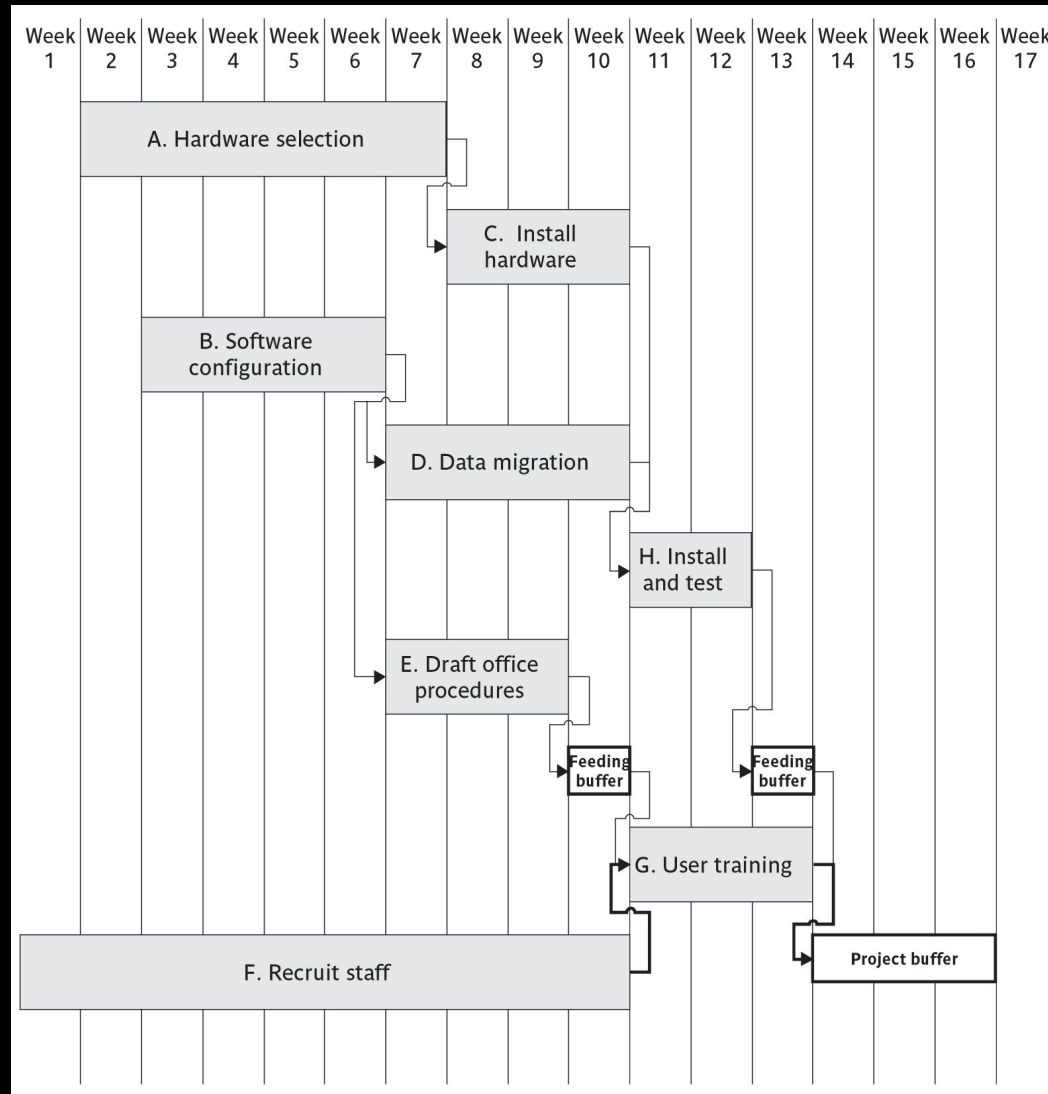 Week Week Week Week Week Week Week Week Week Week Week Week Week Week Week Week Week
1 2 3 4 5 6 7 8 9 10 11 12 13 14 15 16 17
A. Hardware selection
C. Install
hardware
B. Software
configuration
D. Data migration
H. Install
and test
E. Draft office
procedures
Feeding
buffer
Feeding
buffer
G. User training
Project buffer
F. Recruit staff